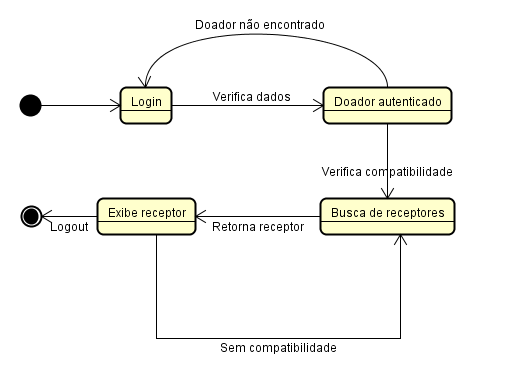 Doador não encontrado
Login
Verifica dados
Doador autenticado
Verifica compatibilidade
Exibe receptor
Busca de receptores
Logout
Retorna receptor
Sem compatibilidade